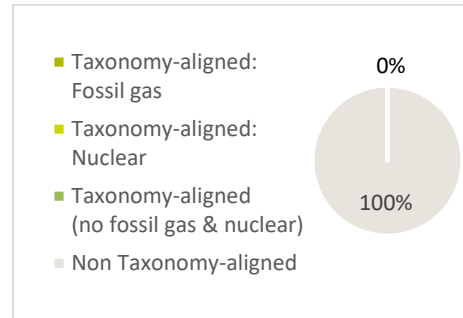 Taxonomy-aligned:
Fossil gas
Taxonomy-aligned:
Nuclear
Taxonomy-aligned
(no fossil gas & nuclear)
Non Taxonomy-aligned
0%
100%